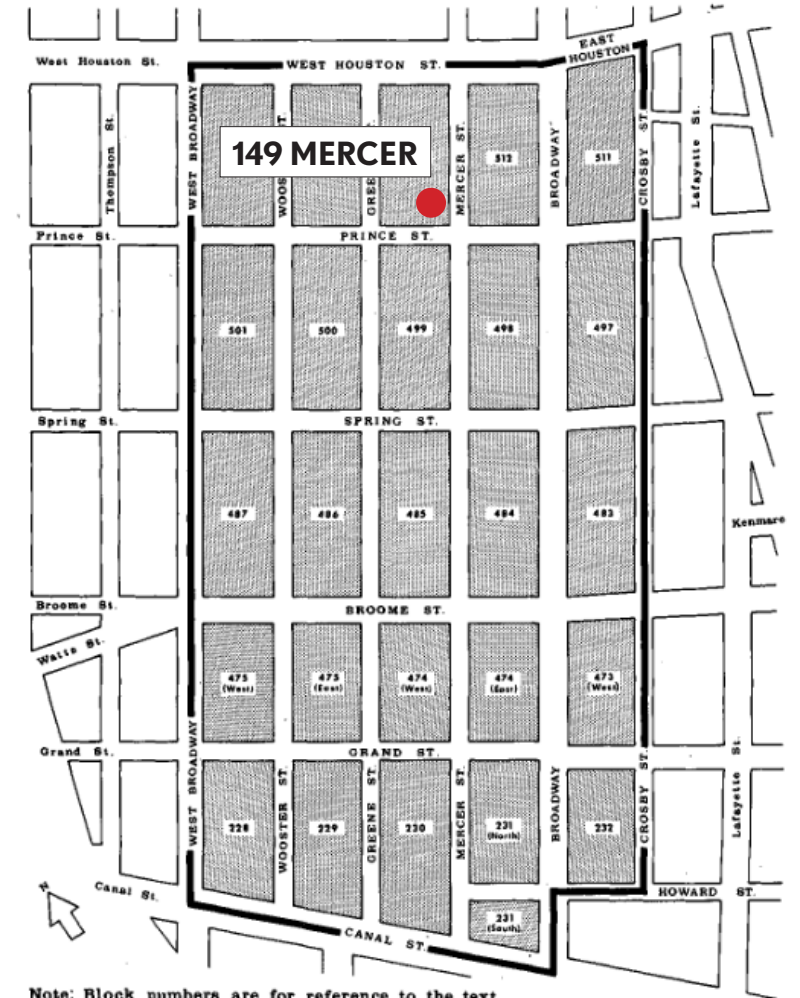 EAST
HOUSTON
West Houston St.
WEST HOUSTON ST.
WEST BROADWAY
Thompson St.
149 MERCER
MERCER ST.
512
BROADWAY
511
CROSBY ST.
Lafayette St.
Prince St.
PRINCE ST.
501
500
499
498
497
Spring St.
SPRING ST.
487
486
485
484
483
Kenmare
Broome St.
BROOME ST.
Watts St.
475
(West)
475
(East)
474
(West)
474
(East)
473
(West)
Grand St.
GRAND ST.
WEST BROADWAY
228
WOOSTER ST.
229
GREENE ST.
230
MERCER ST.
231
(North)
BROADWAY
232
CROSBY ST.
Lafayette St.
N
Canal St.
HOWARD ST.
231
(South)
CANAL ST.
Note: Block numbers are for reference to the text